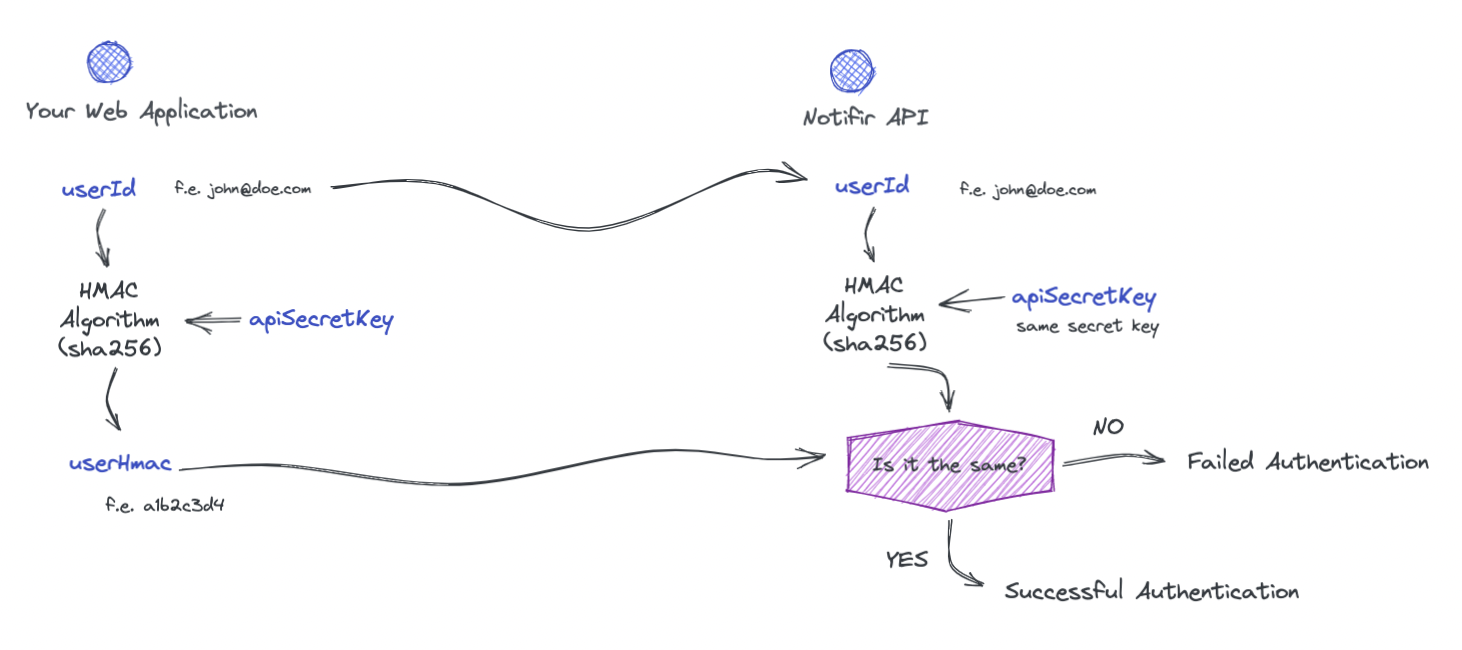 Your Web Application
Notifir API
userId
f.e. john@doe.com
userId
f.e. john@doe.com
HMAC
Algorithm
(sha256)
apiSecretKey
HMAC
Algorithm
(sha256)
apiSecretKey
same secret key
userHmac
f.e. a1b2c3d4
Is it the same?
NO
Failed Authentication
YES
Successful Authentication